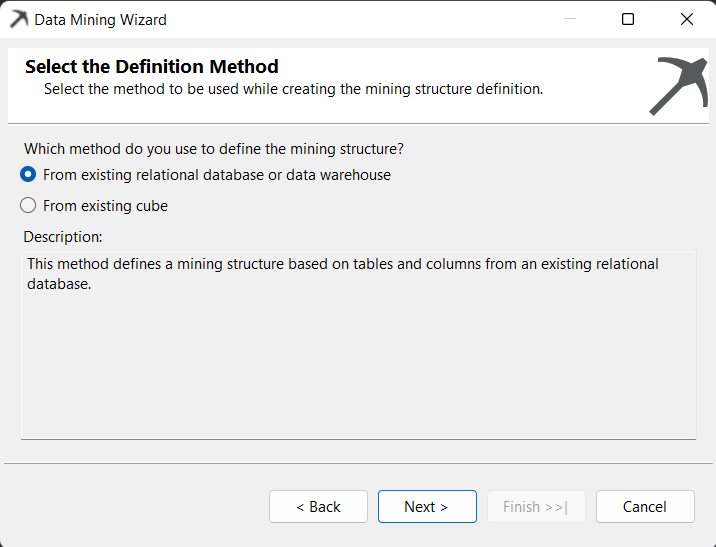 Data Mining Wizard
Select the Definition Method
Select the method to be used while creating the mining structure definition.
Which method do you use to define the mining structure?
From existing relational database or data warehouse
From existing cube
Description:
This method defines a mining structure based on tables and columns from an existing relational
database.
< Back
Next >
Finish >>|
Cancel